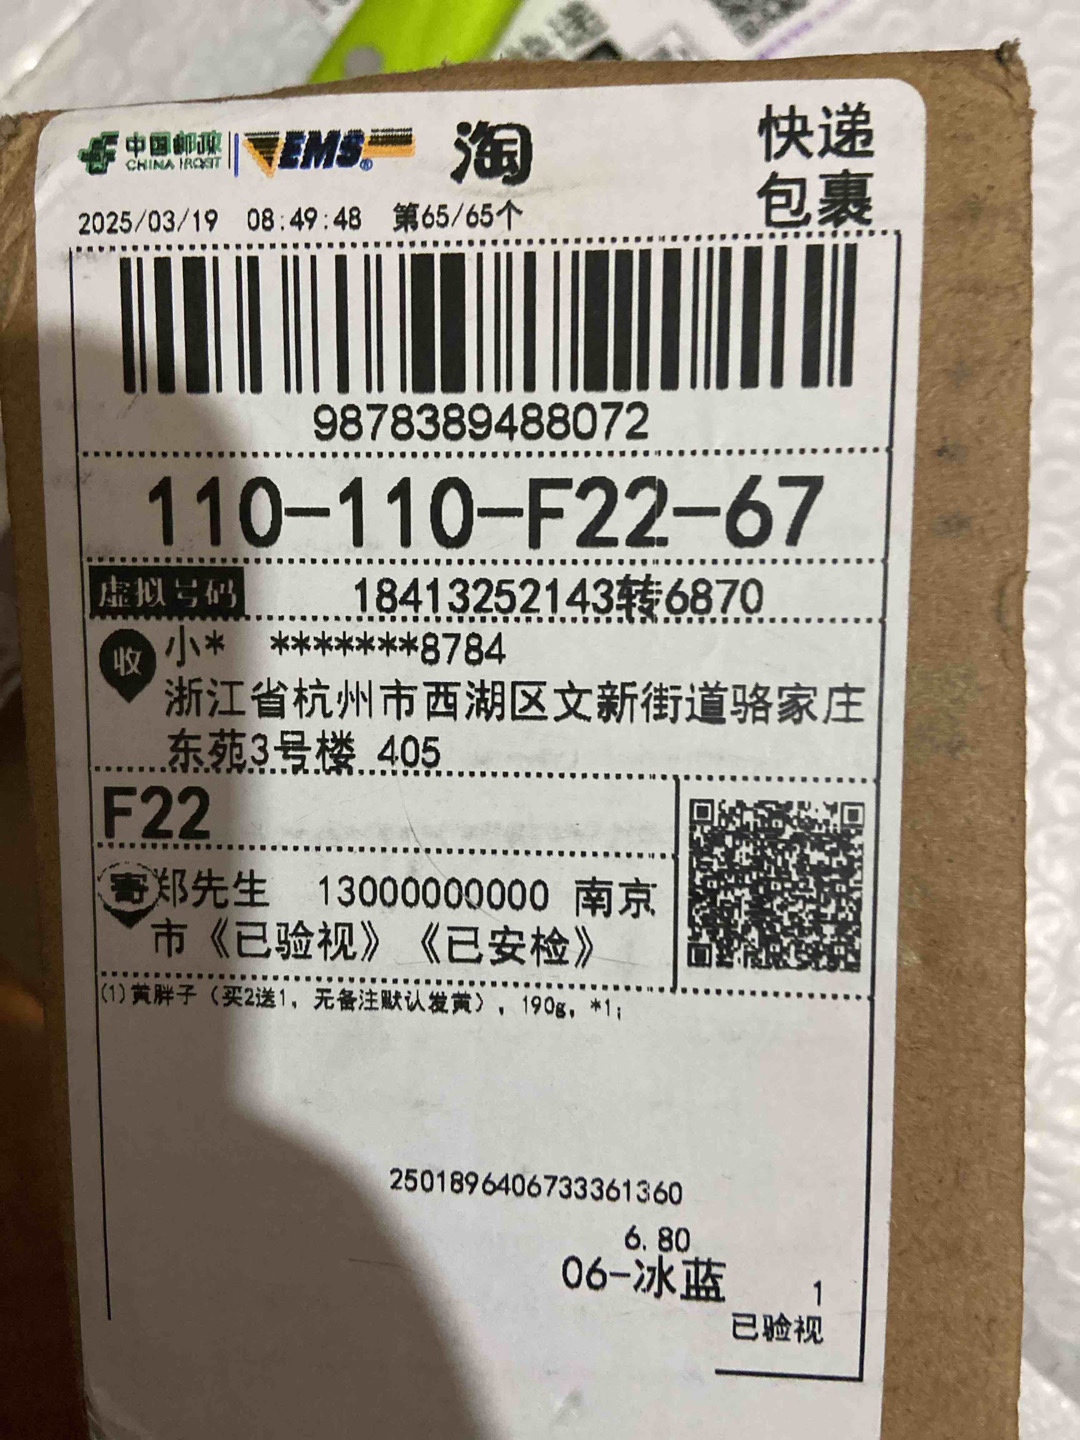 中国邮政
CHINA POST
EMS®
淘
快递
包裹
2025/03/19 08:49:48 第65/65个
9878389488072
110-110-F22-67
虚拟号码 18413252143转6870
收 小* *******8784
浙江省杭州市西湖区文新街道骆家庄
东苑3号楼 405
F22
寄 郑先生 13000000000 南京
市《已验视》《已安检》
(1)黄胖子（买2送1，无备注默认发黄），190g，*1;
2501896406733361360
6.80
06-冰蓝
1
已验视